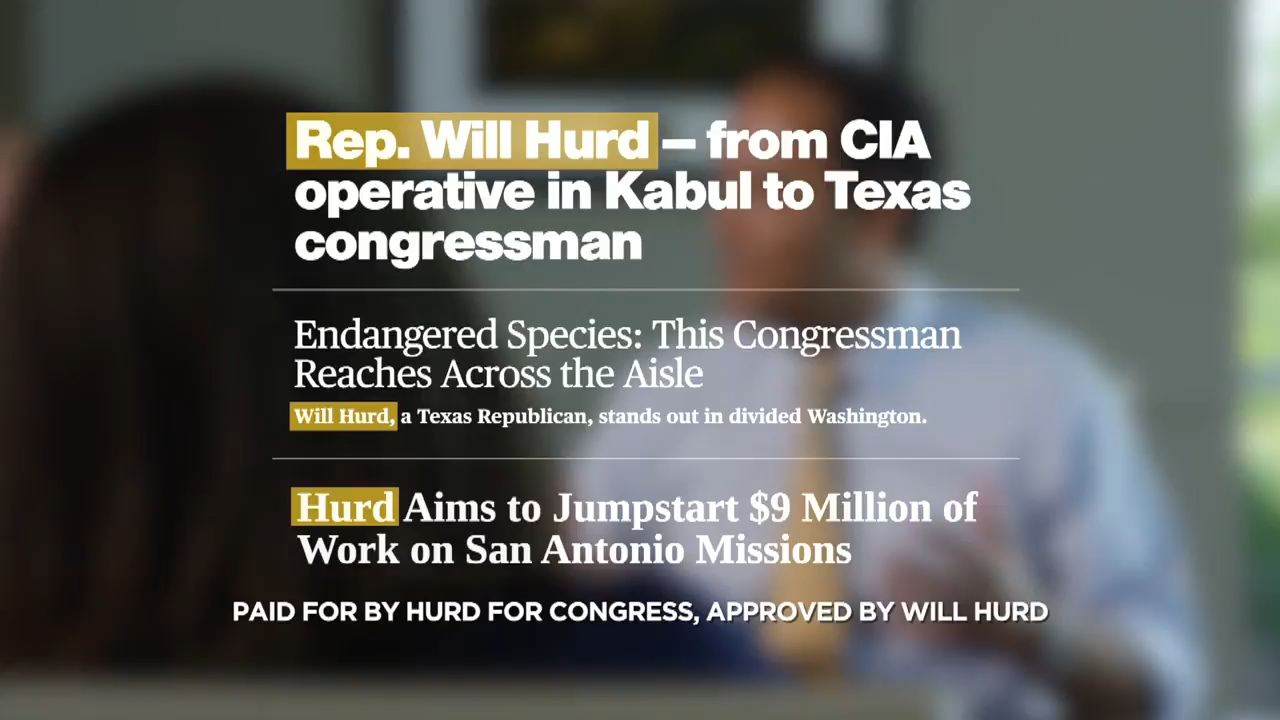 Rep. Will Hurd – from CIA
operative in Kabul to Texas
congressman
Endangered Species: This Congressman
Reaches Across the Aisle
Will Hurd, a Texas Republican, stands out in divided Washington.
Hurd Aims to Jumpstart $9 Million of
Work on San Antonio Missions
PAID FOR BY HURD FOR CONGRESS, APPROVED BY WILL HURD